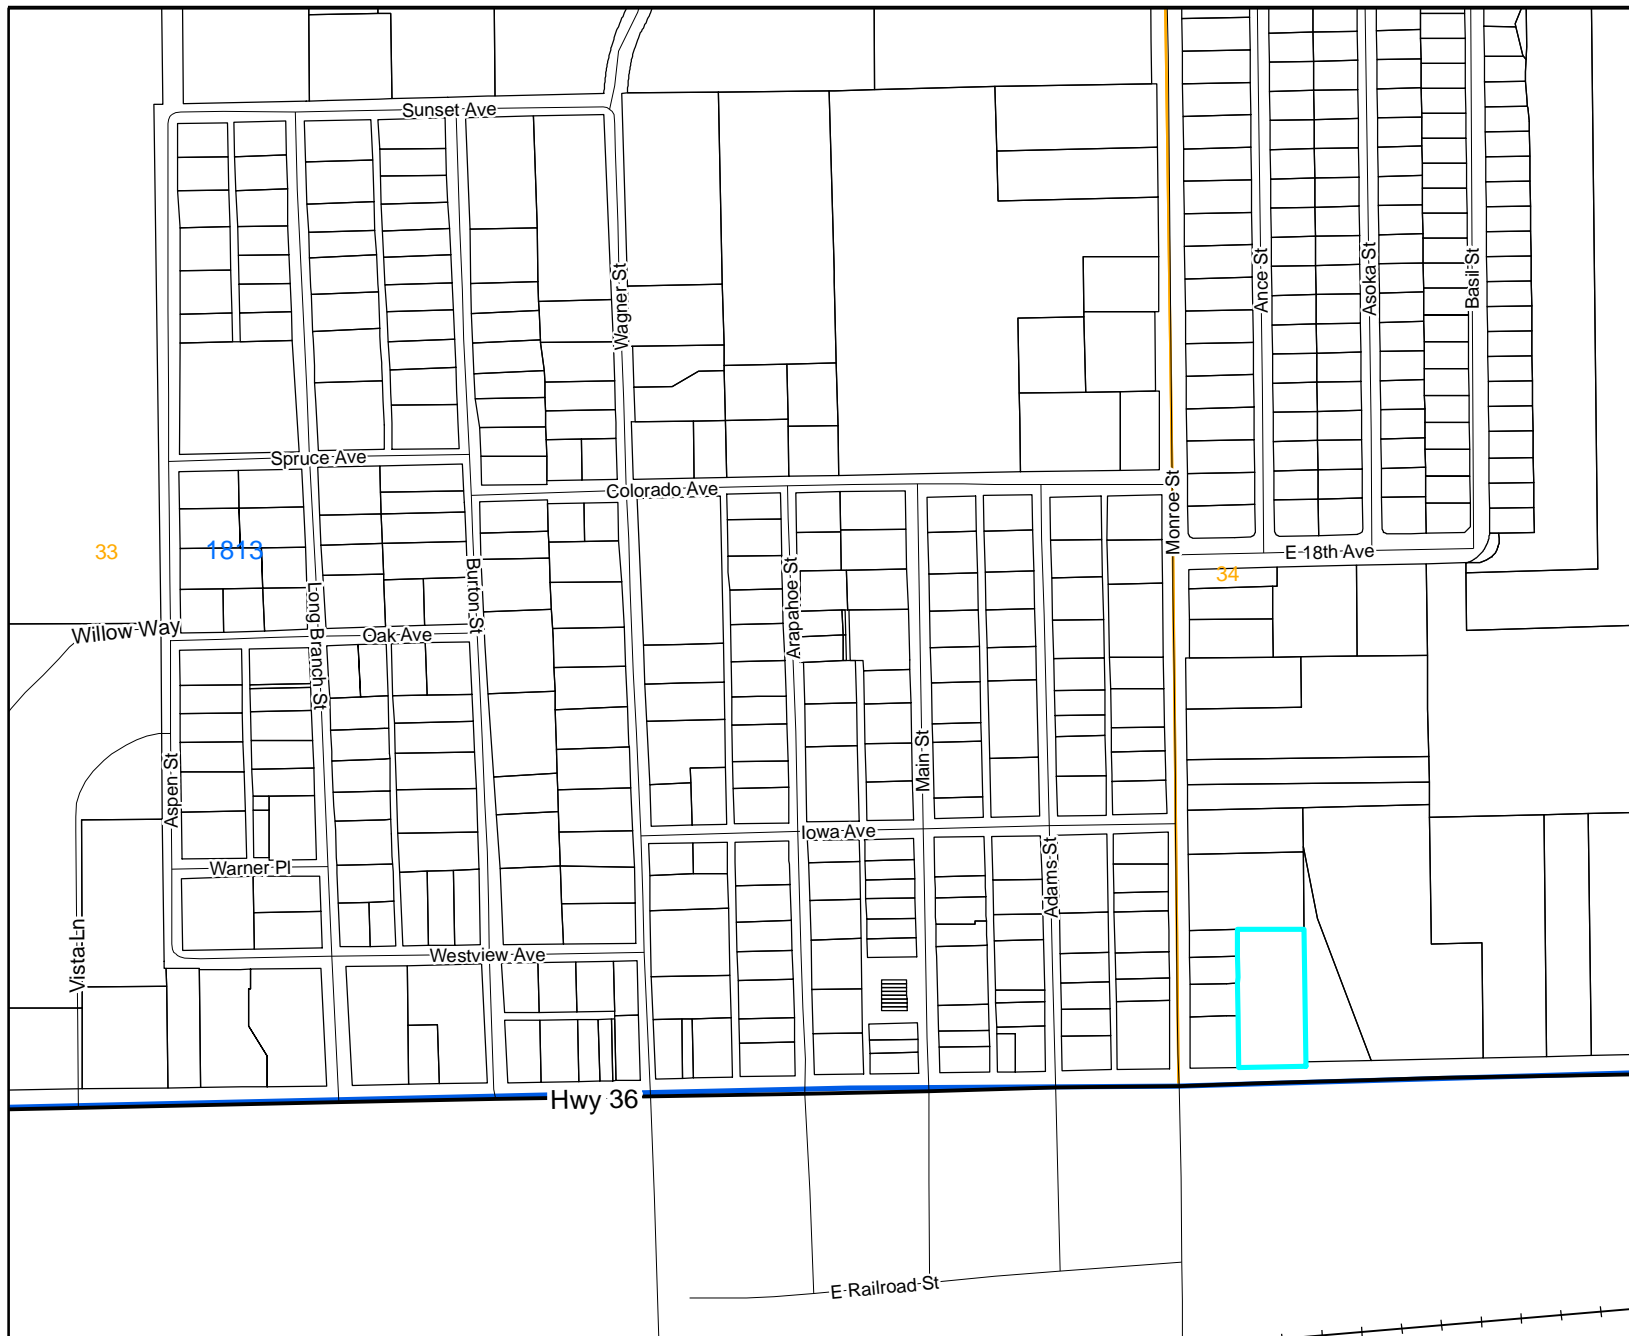 Sunset Ave
Wagner St
Ance St
Asoka St
Basil St
Spruce Ave
Colorado Ave
Monroe St
33
1813
E 18th Ave
34
Burton St
Long Branch St
Arapahoe St
Willow Way
Oak Ave
Main St
Aspen St
Iowa Ave
Adams St
Warner Pl
Vista Ln
Westview Ave
Hwy 36
E Railroad St